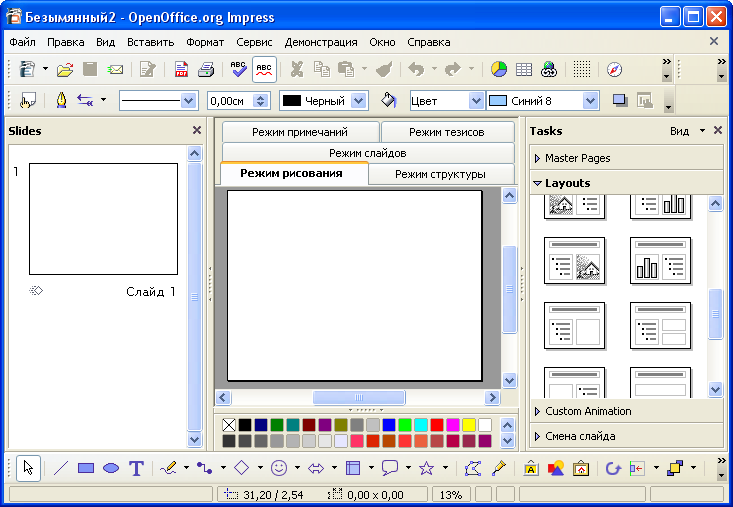 Безымянный2 - OpenOffice.org Impress
Файл Правка Вид Вставить Формат Сервис Демонстрация Окно Справка
ABC ABC
0,00см Черный Цвет Синий 8
Slides
1
Слайд 1
Режим примечаний Режим тезисов
Режим слайдов
Режим рисования Режим структуры
Tasks Вид
Master Pages
Layouts
Custom Animation
Смена слайда
T A
31,20 / 2,54 0,00 x 0,00 13%